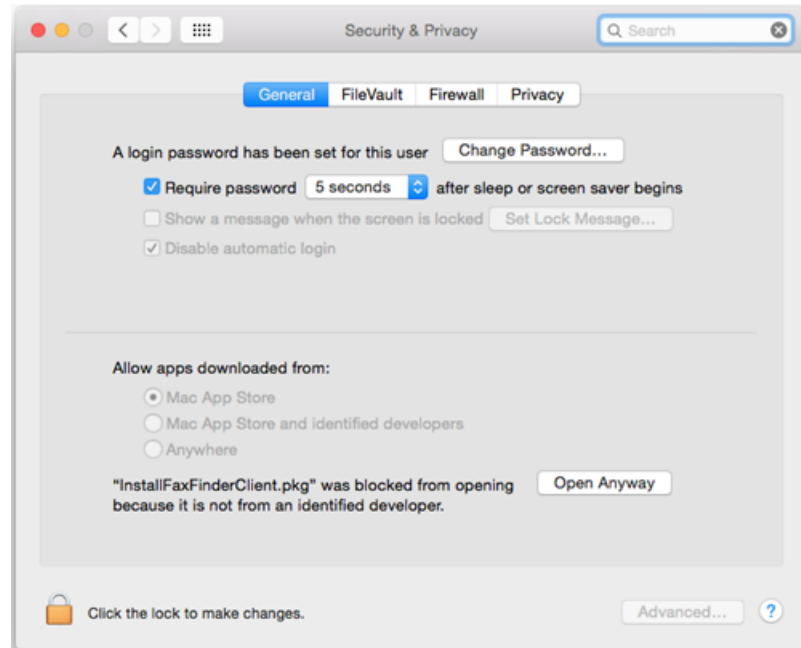 Security & Privacy
Search
General FileVault Firewall Privacy
A login password has been set for this user Change Password...
Require password 5 seconds after sleep or screen saver begins
Show a message when the screen is locked Set Lock Message...
Disable automatic login
Allow apps downloaded from:
Mac App Store
Mac App Store and identified developers
Anywhere
“InstallFaxFinderClient.pkg” was blocked from opening Open Anyway
because it is not from an identified developer.
Click the lock to make changes. Advanced... ?